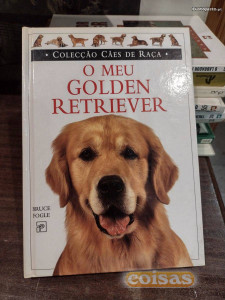 • COLECÇÃO CÃES DE RAÇA •
O MEU
GOLDEN
RETRIEVER
BRUCE
FOGLE
coisas